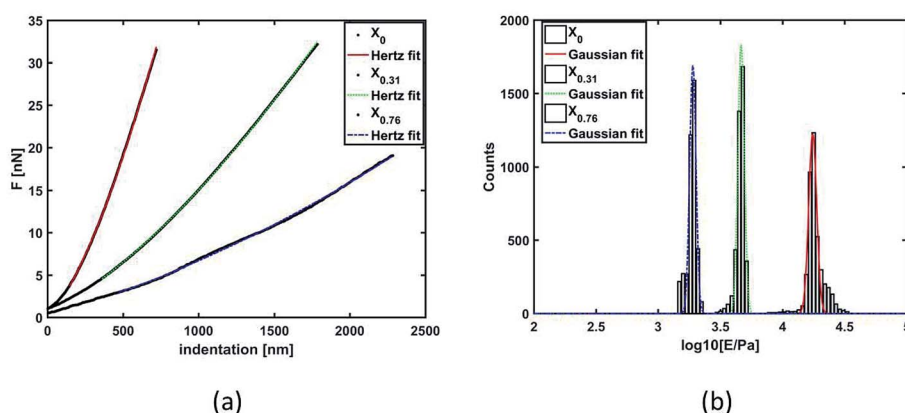 35
30
25
20
15
10
5
0
F [nN]
0 500 1000 1500 2000 2500
indentation [nm]
X0
Hertz fit
X0.31
Hertz fit
X0.76
Hertz fit
(a)
2000
1500
1000
500
0
Counts
2 2.5 3 3.5 4 4.5 5
log10[E/Pa]
X0
Gaussian fit
X0.31
Gaussian fit
X0.76
Gaussian fit
(b)